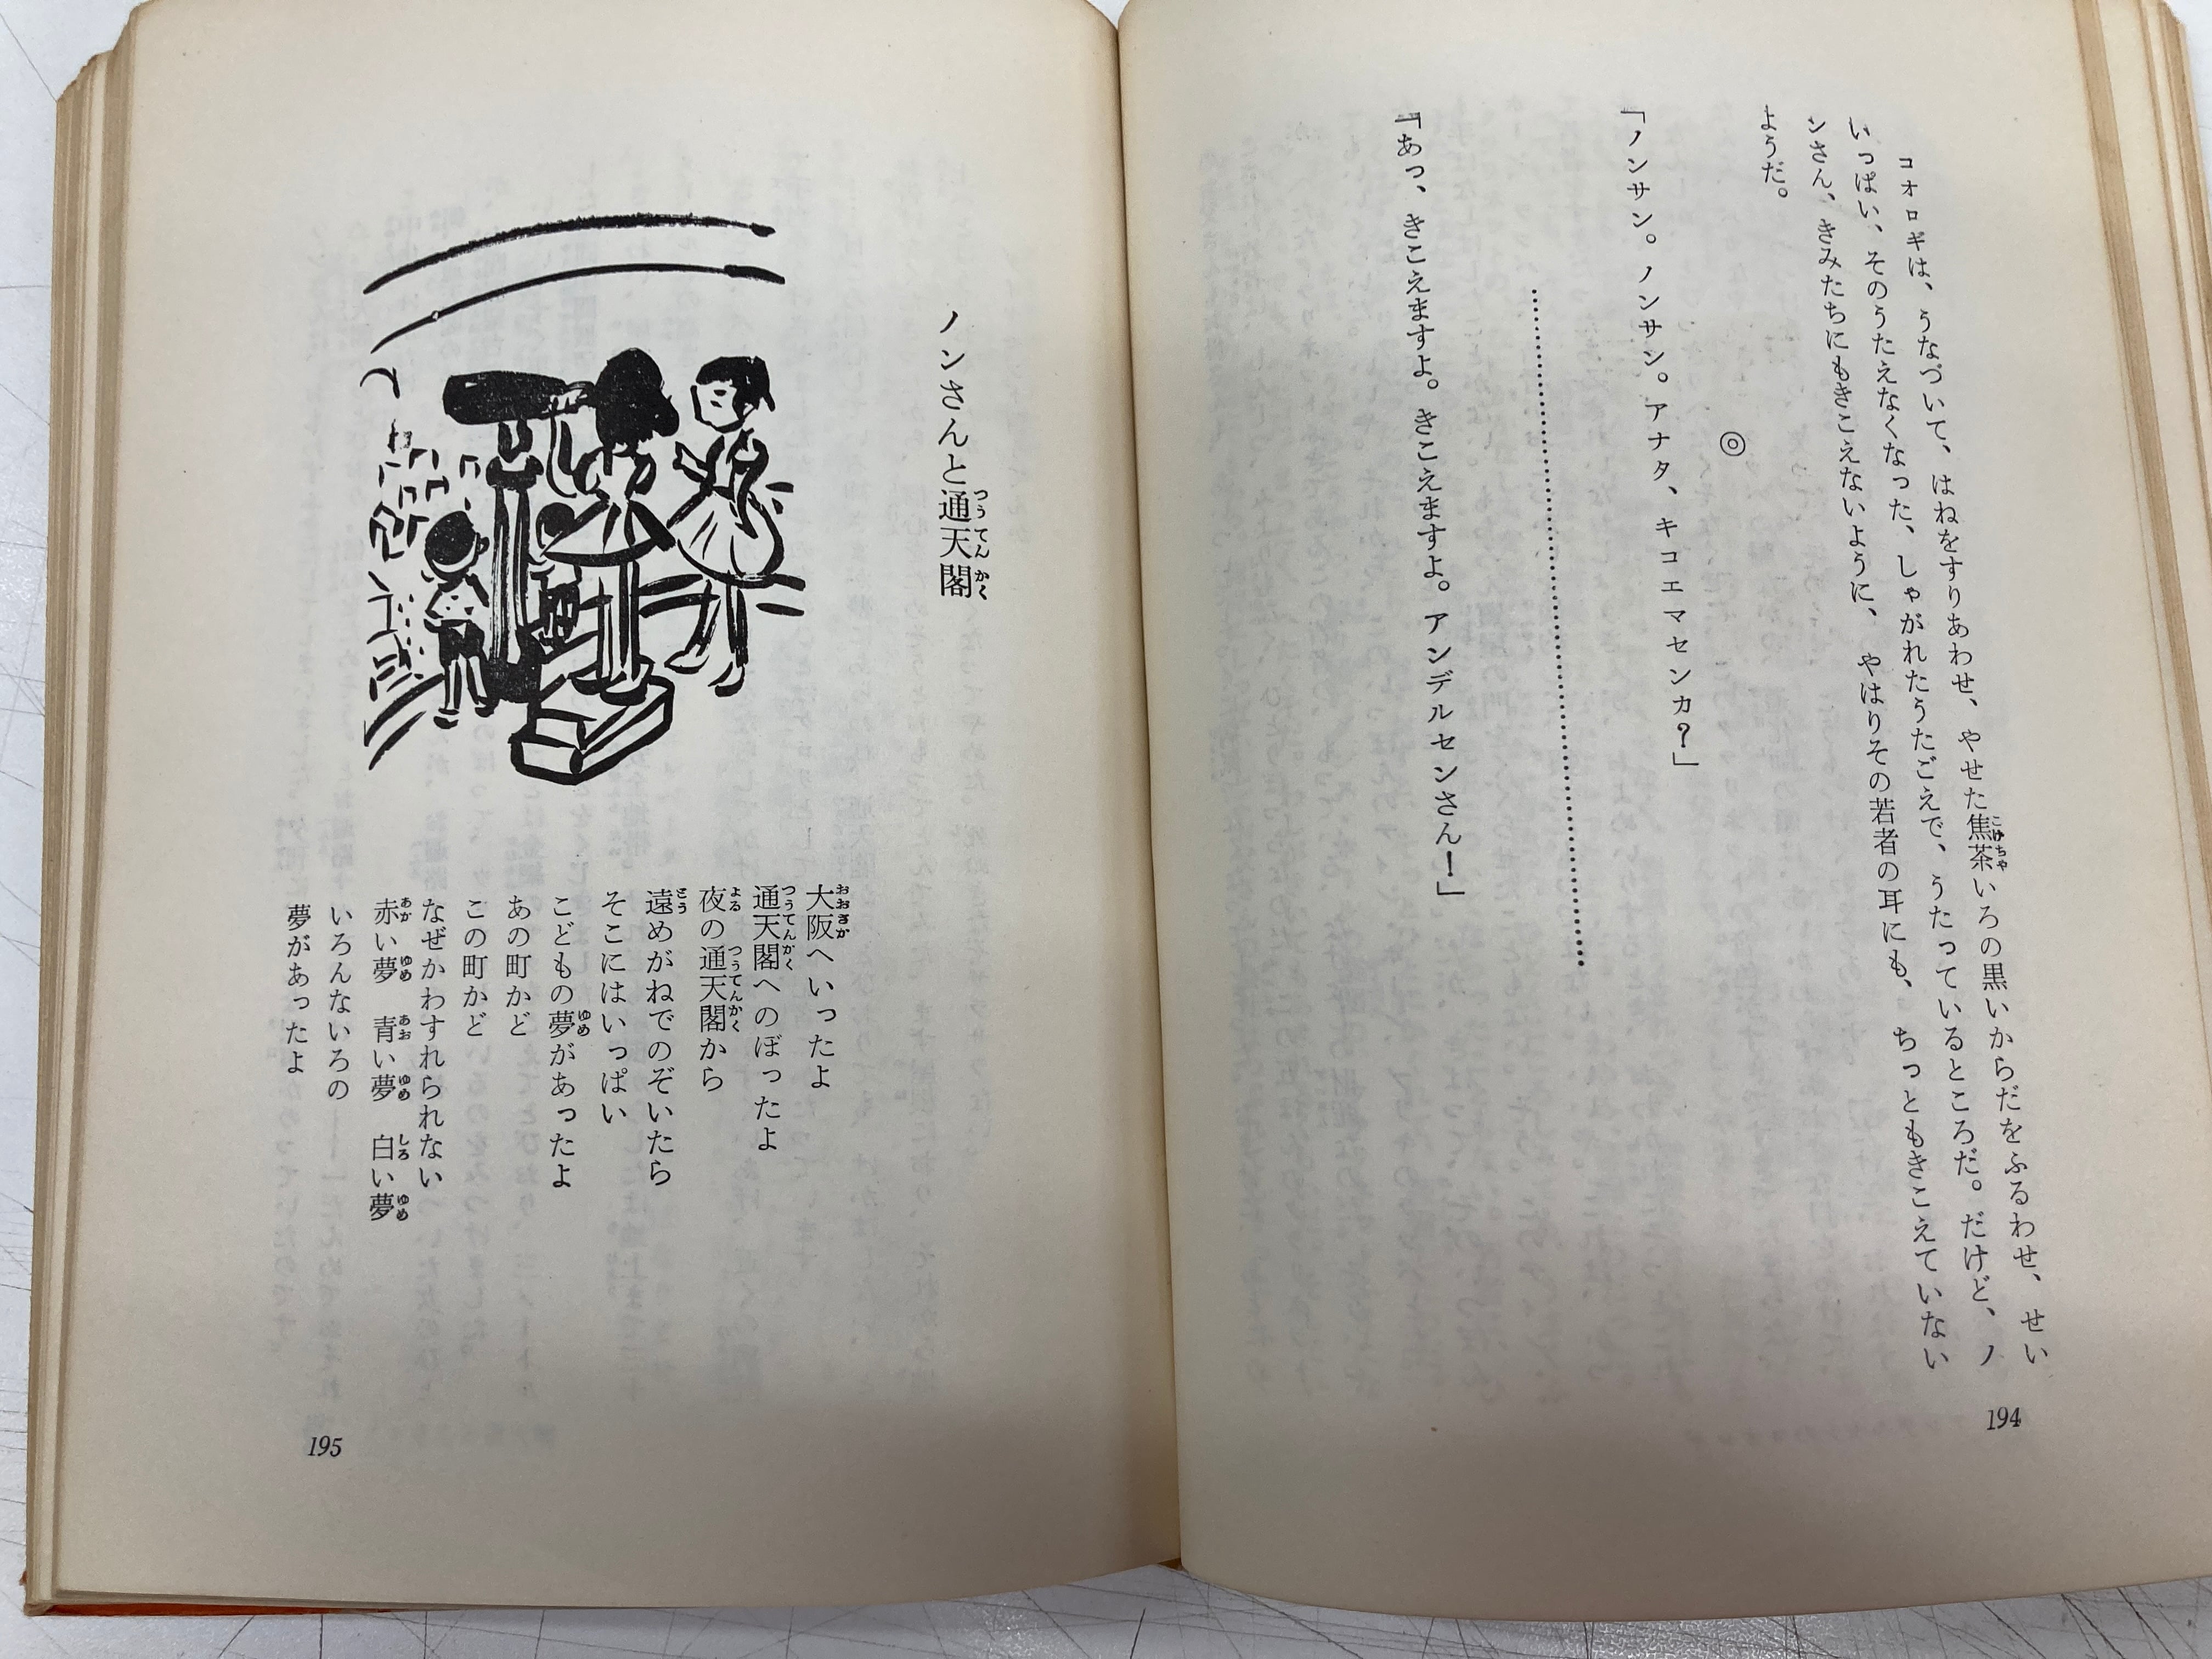 コオロギは、うなづいて、はねをすりあわせ、やせた焦茶いろの黒いからだをふるわせ、せい
いっぱい、そのうたえなくなった、しゃがれたうたごえで、うたっているところだ。だけど、ノ
ンさん、きみたちにもきこえないように、やはりその若者の耳にも、ちっともきこえていない
ようだ。
◎
「ノンサン。ノンサン。アナタ、キコエマセンカ？」
「あっ、きこえますよ。きこえますよ。アンデルセンさん！」
194
ノンさんと通天閣
大阪へいったよ
通天閣へのぼったよ
夜の通天閣から
遠めがねでのぞいたら
そこにはいっぱい
こどもの夢があったよ
あの町かど
この町かど
なぜかわすれられない
赤い夢　青い夢　白い夢
いろんないろの
夢があったよ
195